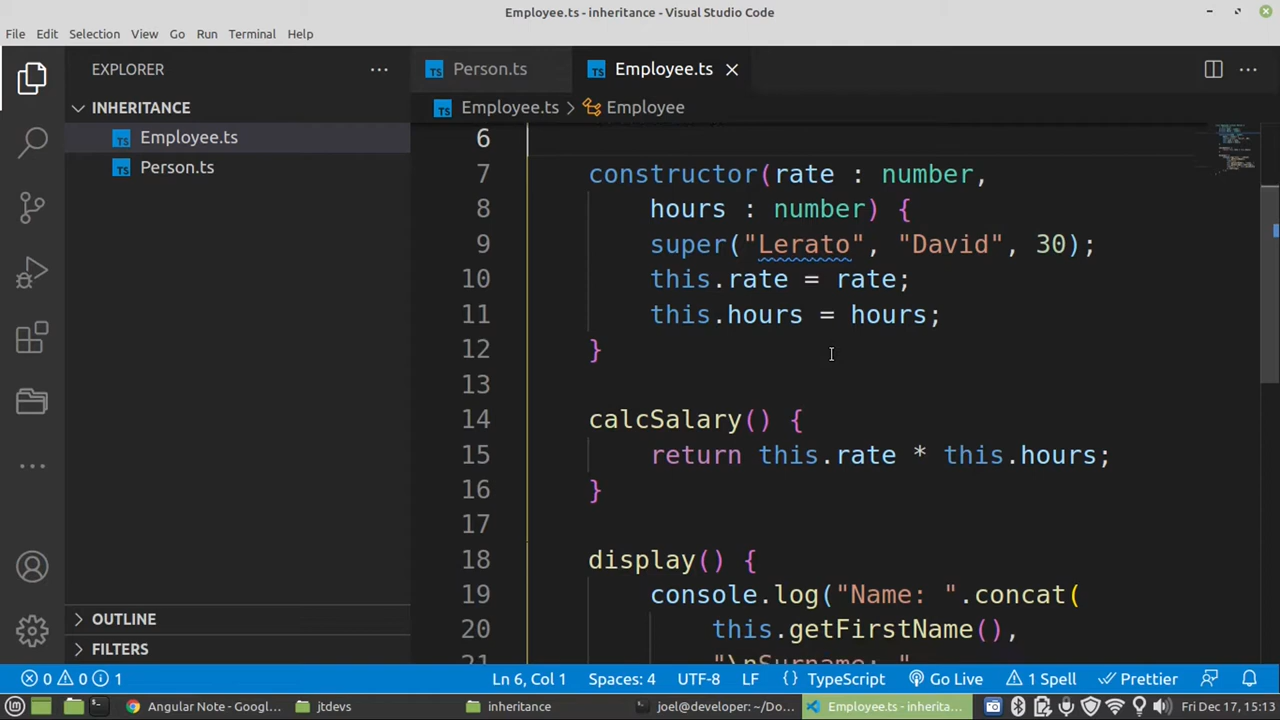 Employee.ts - inheritance - Visual Studio Code
File Edit Selection View Go Run Terminal Help
EXPLORER
Person.ts
Employee.ts
INHERITANCE
Employee.ts > Employee
Employee.ts
Person.ts
6
7 constructor(rate : number,
8 hours : number) {
9 super("Lerato", "David", 30);
10 this.rate = rate;
11 this.hours = hours;
12 }
13
14 calcSalary() {
15 return this.rate * this.hours;
16 }
17
18 display() {
19 console.log("Name: ".concat(
20 this.getFirstName(),
21 "\nSurname: "
OUTLINE
FILTERS
0 0 1 Ln 6, Col 1 Spaces: 4 UTF-8 LF {} TypeScript Go Live 1 Spell Prettier
Angular Note - Goog... jtdevs inheritance joel@developer: ~/Do... Employee.ts - inherita... Fri Dec 17, 15:13